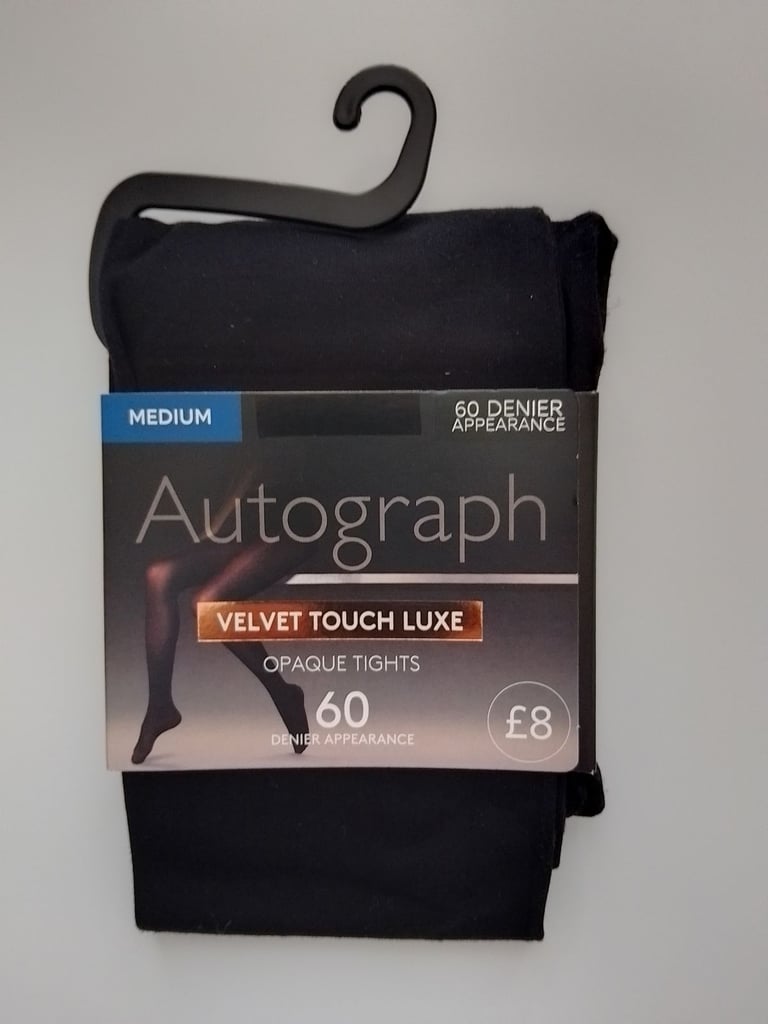 MEDIUM
60 DENIER
APPEARANCE
Autograph
VELVET TOUCH LUXE
OPAQUE TIGHTS
60
DENIER APPEARANCE
£8